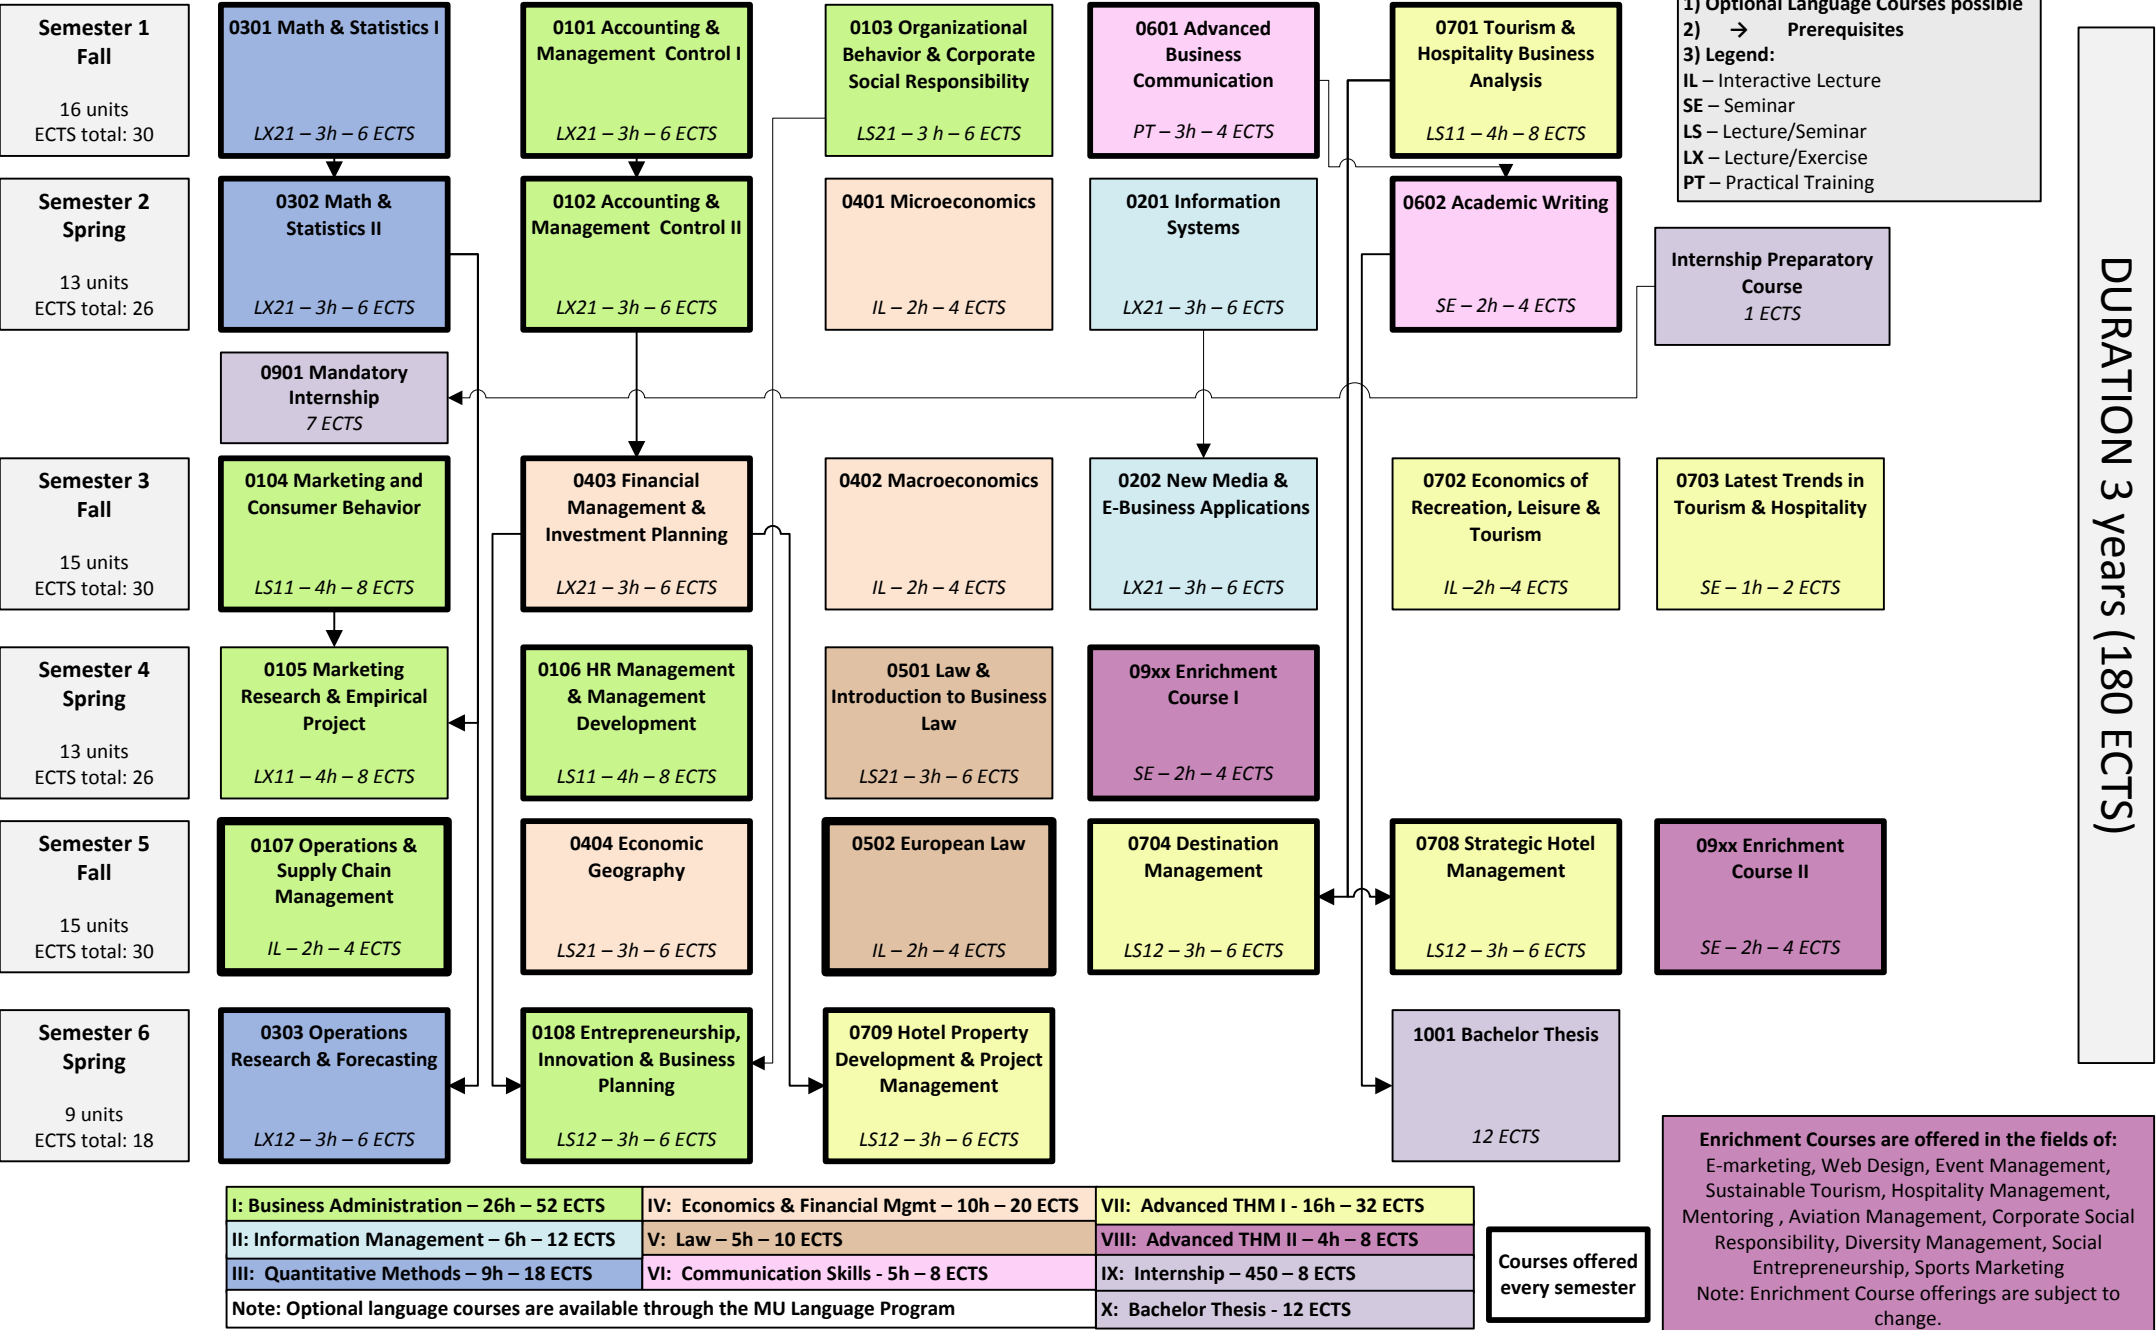 Semester 1
Fall
16 units
ECTS total: 30
0301 Math & Statistics I
LX21 – 3h – 6 ECTS
0101 Accounting &
Management Control I
LX21 – 3h – 6 ECTS
0103 Organizational
Behavior & Corporate
Social Responsibility
LS21 – 3 h – 6 ECTS
0601 Advanced
Business
Communication
PT – 3h – 4 ECTS
0701 Tourism &
Hospitality Business
Analysis
LS11 – 4h – 8 ECTS
1) Optional Language Courses possible
2) → Prerequisites
3) Legend:
IL – Interactive Lecture
SE – Seminar
LS – Lecture/Seminar
LX – Lecture/Exercise
PT – Practical Training
Semester 2
Spring
13 units
ECTS total: 26
0302 Math &
Statistics II
LX21 – 3h – 6 ECTS
0102 Accounting &
Management Control II
LX21 – 3h – 6 ECTS
0401 Microeconomics
IL – 2h – 4 ECTS
0201 Information
Systems
LX21 – 3h – 6 ECTS
0602 Academic Writing
SE – 2h – 4 ECTS
Internship Preparatory
Course
1 ECTS
0901 Mandatory
Internship
7 ECTS
Semester 3
Fall
15 units
ECTS total: 30
0104 Marketing and
Consumer Behavior
LS11 – 4h – 8 ECTS
0403 Financial
Management &
Investment Planning
LX21 – 3h – 6 ECTS
0402 Macroeconomics
IL – 2h – 4 ECTS
0202 New Media &
E-Business Applications
LX21 – 3h – 6 ECTS
0702 Economics of
Recreation, Leisure &
Tourism
IL –2h –4 ECTS
0703 Latest Trends in
Tourism & Hospitality
SE – 1h – 2 ECTS
Semester 4
Spring
13 units
ECTS total: 26
0105 Marketing
Research & Empirical
Project
LX11 – 4h – 8 ECTS
0106 HR Management
& Management
Development
LS11 – 4h – 8 ECTS
0501 Law &
Introduction to Business
Law
LS21 – 3h – 6 ECTS
09xx Enrichment
Course I
SE – 2h – 4 ECTS
Semester 5
Fall
15 units
ECTS total: 30
0107 Operations &
Supply Chain
Management
IL – 2h – 4 ECTS
0404 Economic
Geography
LS21 – 3h – 6 ECTS
0502 European Law
IL – 2h – 4 ECTS
0704 Destination
Management
LS12 – 3h – 6 ECTS
0708 Strategic Hotel
Management
LS12 – 3h – 6 ECTS
09xx Enrichment
Course II
SE – 2h – 4 ECTS
Semester 6
Spring
9 units
ECTS total: 18
0303 Operations
Research & Forecasting
LX12 – 3h – 6 ECTS
0108 Entrepreneurship,
Innovation & Business
Planning
LS12 – 3h – 6 ECTS
0709 Hotel Property
Development & Project
Management
LS12 – 3h – 6 ECTS
1001 Bachelor Thesis
12 ECTS
DURATION 3 years (180 ECTS)
I: Business Administration – 26h – 52 ECTS
II: Information Management – 6h – 12 ECTS
III: Quantitative Methods – 9h – 18 ECTS
IV: Economics & Financial Mgmt – 10h – 20 ECTS
V: Law – 5h – 10 ECTS
VI: Communication Skills - 5h – 8 ECTS
Note: Optional language courses are available through the MU Language Program
VII: Advanced THM I - 16h – 32 ECTS
VIII: Advanced THM II – 4h – 8 ECTS
IX: Internship – 450 – 8 ECTS
X: Bachelor Thesis - 12 ECTS
Courses offered
every semester
Enrichment Courses are offered in the fields of:
E-marketing, Web Design, Event Management,
Sustainable Tourism, Hospitality Management,
Mentoring , Aviation Management, Corporate Social
Responsibility, Diversity Management, Social
Entrepreneurship, Sports Marketing
Note: Enrichment Course offerings are subject to
change.